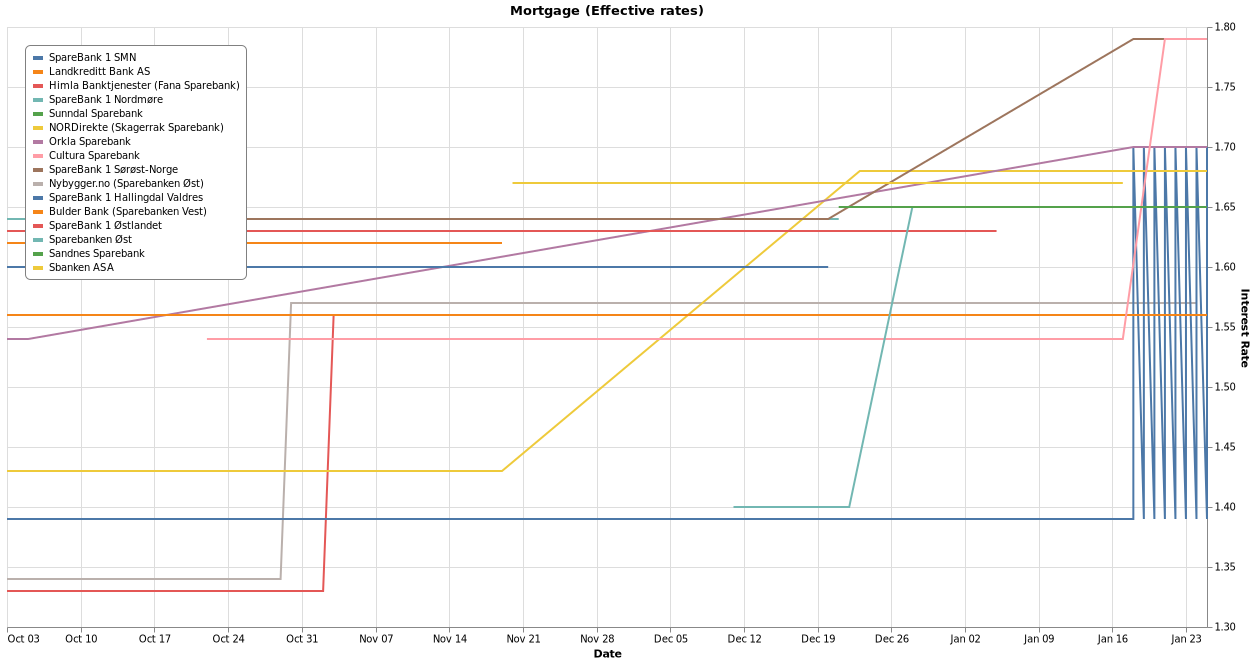 Mortgage (Effective rates)
SpareBank 1 SMN
Landkreditt Bank AS
Himla Banktjenester (Fana Sparebank)
SpareBank 1 Nordmøre
Sunndal Sparebank
NORDirekte (Skagerrak Sparebank)
Orkla Sparebank
Cultura Sparebank
SpareBank 1 Sørøst-Norge
Nybygger.no (Sparebanken Øst)
SpareBank 1 Hallingdal Valdres
Bulder Bank (Sparebanken Vest)
SpareBank 1 Østlandet
Sparebanken Øst
Sandnes Sparebank
Sbanken ASA
1.80
1.75
1.70
1.65
1.60
1.55
1.50
1.45
1.40
1.35
1.30
Interest Rate
Oct 03 Oct 10 Oct 17 Oct 24 Oct 31 Nov 07 Nov 14 Nov 21 Nov 28 Dec 05 Dec 12 Dec 19 Dec 26 Jan 02 Jan 09 Jan 16 Jan 23
Date